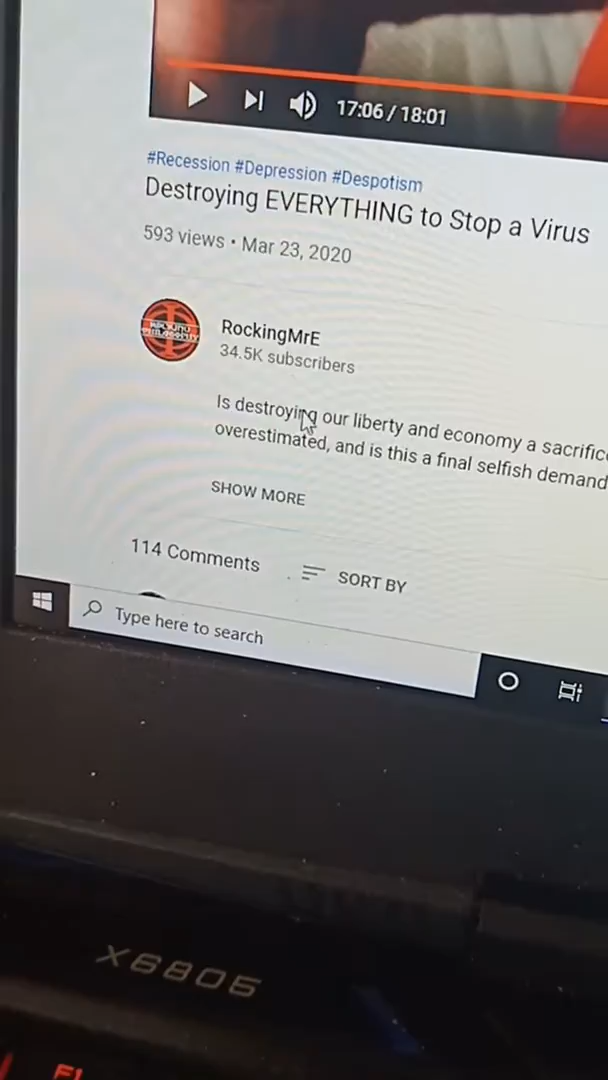 17:06 / 18:01
#Recession #Depression #Despotism
Destroying EVERYTHING to Stop a Virus
593 views • Mar 23, 2020
RockingMrE
34.5K subscribers
Is destroying our liberty and economy a sacrific
overestimated, and is this a final selfish demand
SHOW MORE
114 Comments
SORT BY
Type here to search
X6805
F1